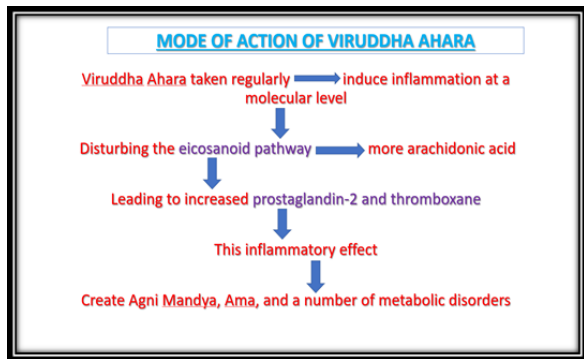 MODE OF ACTION OF VIRUDDHA AHARA
Viruddha Ahara taken regularly induce inflammation at a
molecular level
Disturbing the eicosanoid pathway more arachidonic acid
Leading to increased prostaglandin-2 and thromboxane
This inflammatory effect
Create Agni Mandya, Ama, and a number of metabolic disorders